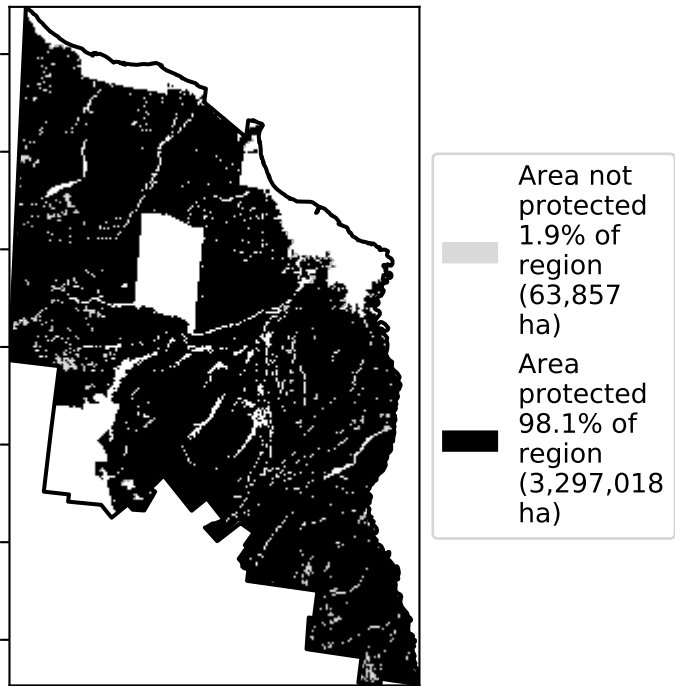 Area not
protected
1.9% of
region
(63,857
ha)
Area
protected
98.1% of
region
(3,297,018
ha)